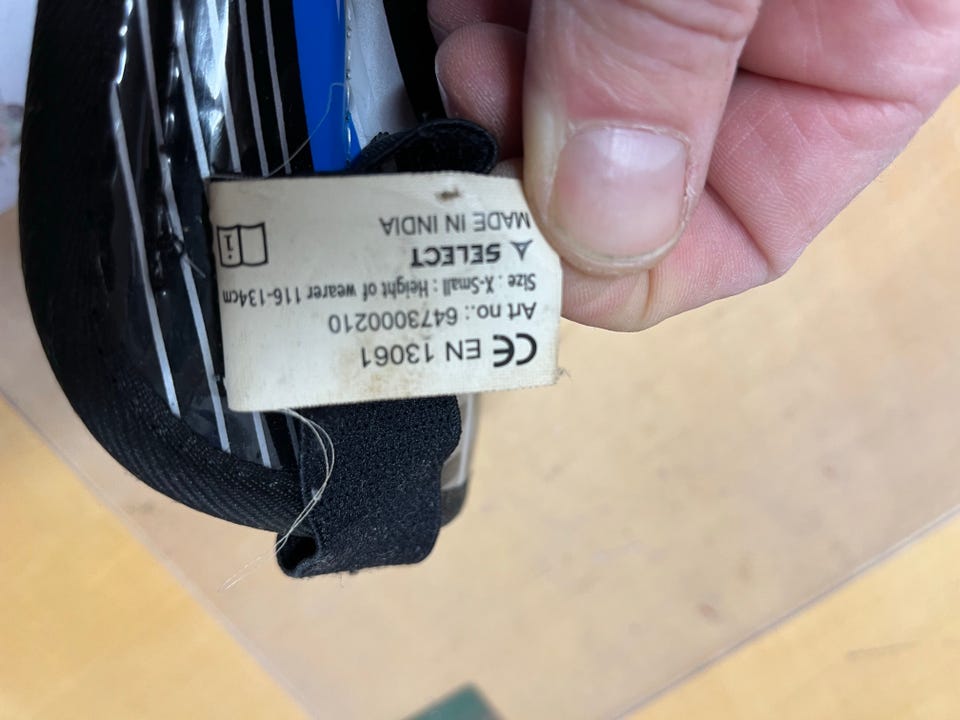 CE EN 13061
Art no.: 6473000210
Size : X-Small : Height of wearer 116-134cm
SELECT
MADE IN INDIA
i